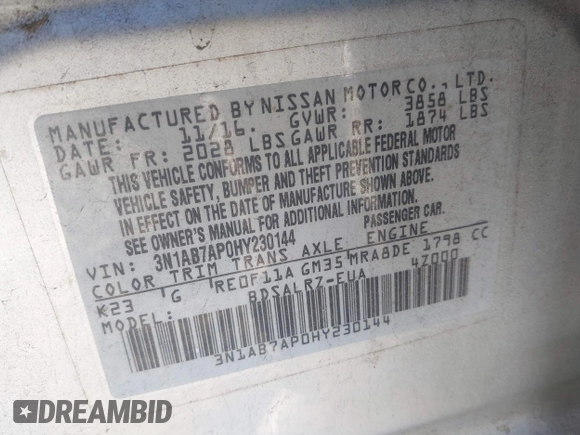 MANUFACTURED BY NISSAN MOTOR CO., LTD.
DATE: 11/16. GVWR: 3858 LBS
GAWR FR: 2028 LBS GAWR RR: 1874 LBS
THIS VEHICLE CONFORMS TO ALL APPLICABLE FEDERAL MOTOR
VEHICLE SAFETY, BUMPER AND THEFT PREVENTION STANDARDS
IN EFFECT ON THE DATE OF MANUFACTURE SHOWN ABOVE.
SEE OWNER'S MANUAL FOR ADDITIONAL INFORMATION.
VIN: 3N1AB7AP0HY230144 PASSENGER CAR.
COLOR TRIM TRANS AXLE ENGINE
K23 G RE0F11A GM35 MRA8DE 1798 CC
MODEL: BDSALRZ-EUA 4Z000
3N1AB7AP0HY230144
DREAMBID